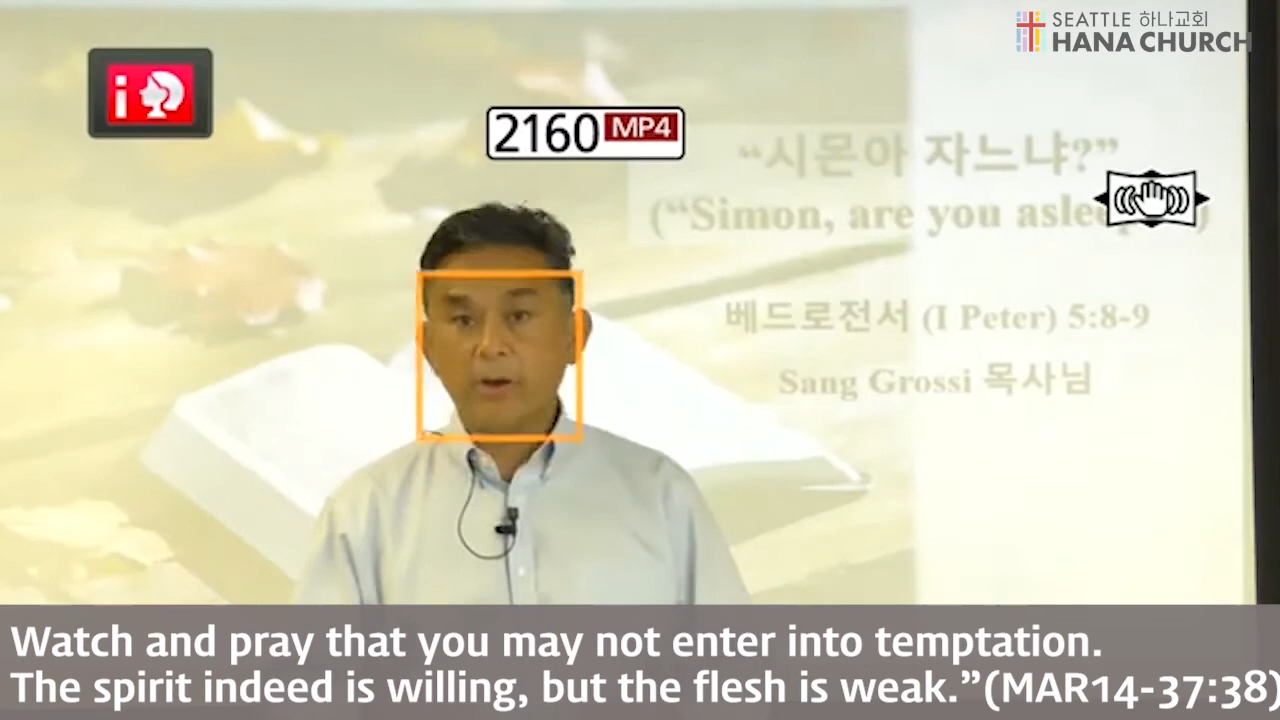 SEATTLE 하나교회
HANA CHURCH
i
2160 MP4
“시몬아 자느냐?”
(“Simon, are you aslee
베드로전서 (I Peter) 5:8-9
Sang Grossi 목사님
Watch and pray that you may not enter into temptation.
The spirit indeed is willing, but the flesh is weak.”(MAR14-37:38)